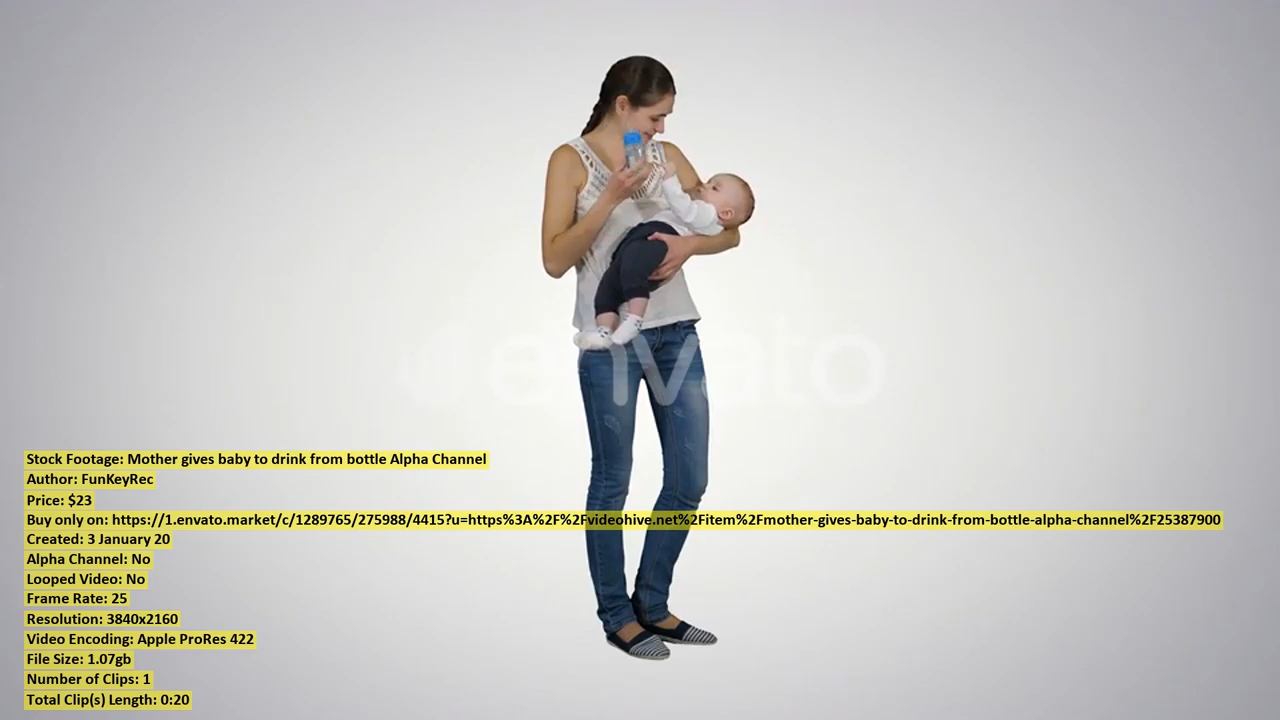 envato
Stock Footage: Mother gives baby to drink from bottle Alpha Channel
Author: FunKeyRec
Price: $23
Buy only on: https://1.envato.market/c/1289765/275988/4415?u=https%3A%2F%2Fvideohive.net%2Fitem%2Fmother-gives-baby-to-drink-from-bottle-alpha-channel%2F25387900
Created: 3 January 20
Alpha Channel: No
Looped Video: No
Frame Rate: 25
Resolution: 3840x2160
Video Encoding: Apple ProRes 422
File Size: 1.07gb
Number of Clips: 1
Total Clip(s) Length: 0:20